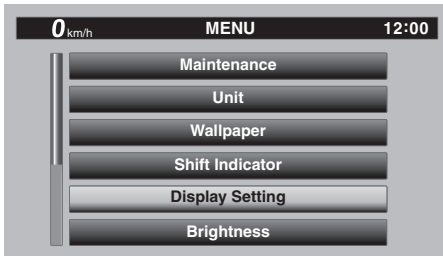 0 km/h MENU 12:00
Maintenance
Unit
Wallpaper
Shift Indicator
Display Setting
Brightness